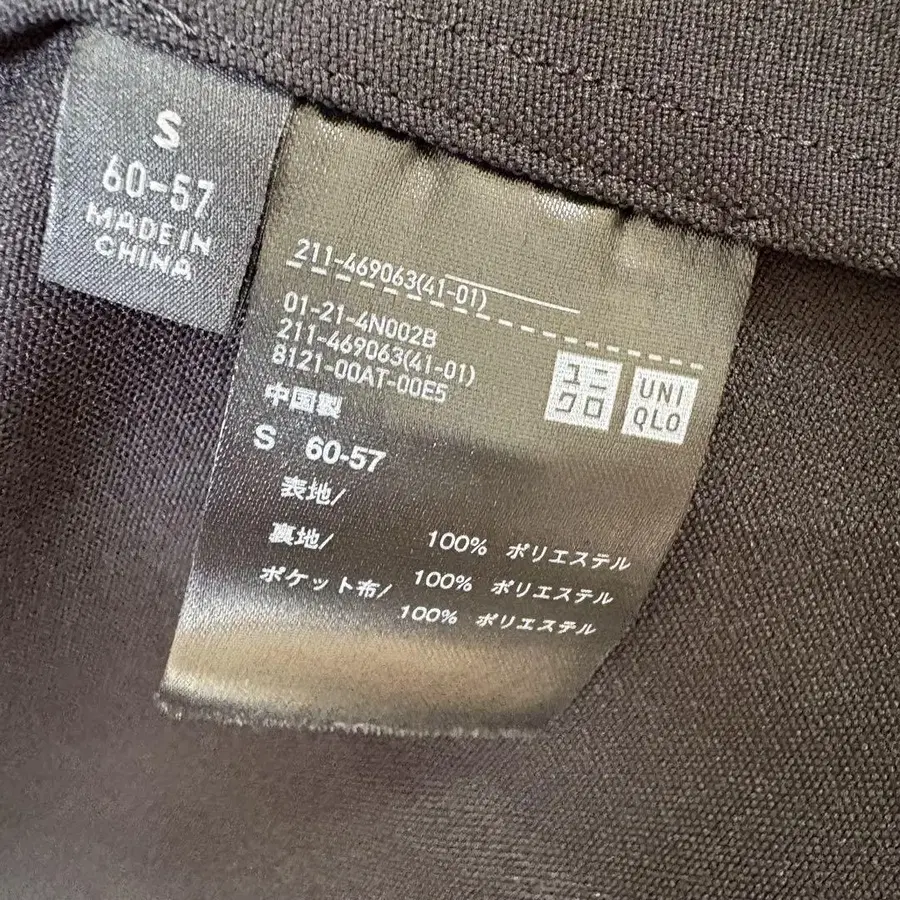 S
60-57
MADE IN
CHINA
211-469063(41-01)
01-21-4N002B
211-469063(41-01)
8121-00AT-00E5
ユニ
クロ
UNI
QLO
中国製
S 60-57
表地/
100% ポリエステル
裏地/
100% ポリエステル
ポケット布/
100% ポリエステル